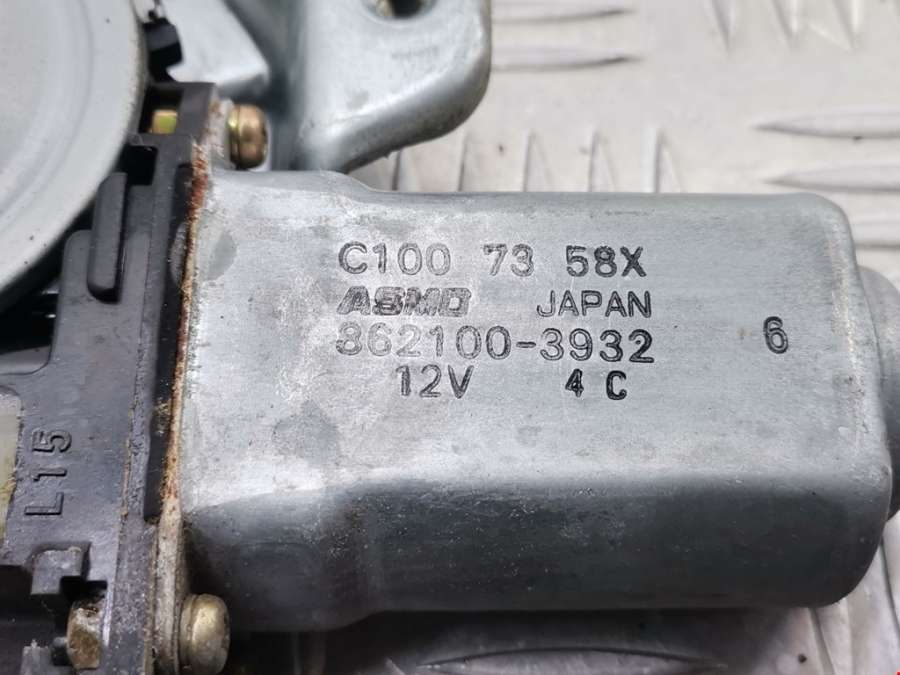 C100 73 58X
ASMO JAPAN
862100-3932
6
12V 4 C
L15